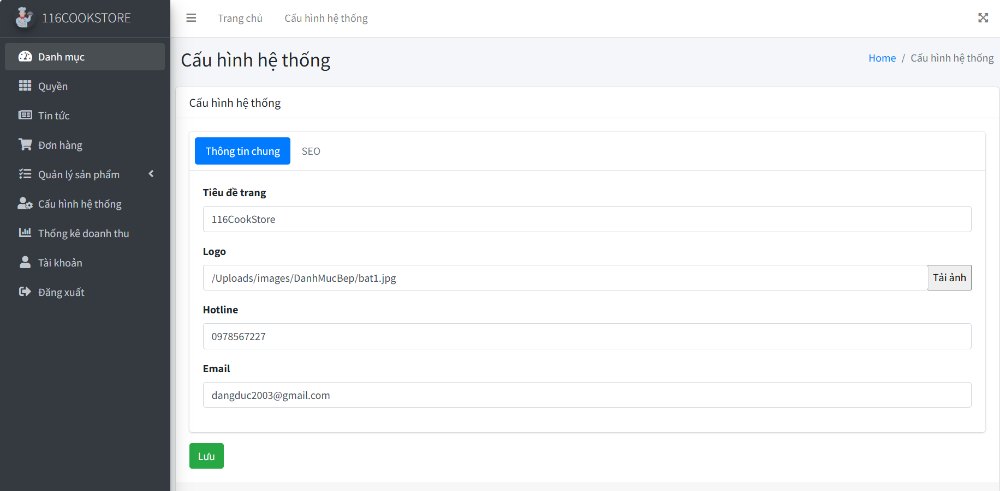 116COOKSTORE
Trang chủ
Cấu hình hệ thống
Danh mục
Quyền
Tin tức
Đơn hàng
Quản lý sản phẩm
Cấu hình hệ thống
Thống kê doanh thu
Tài khoản
Đăng xuất
Cấu hình hệ thống
Home / Cấu hình hệ thống
Cấu hình hệ thống
Thông tin chung
SEO
Tiêu đề trang
116CookStore
Logo
/Uploads/images/DanhMucBep/bat1.jpg
Tải ảnh
Hotline
0978567227
Email
dangduc2003@gmail.com
Lưu